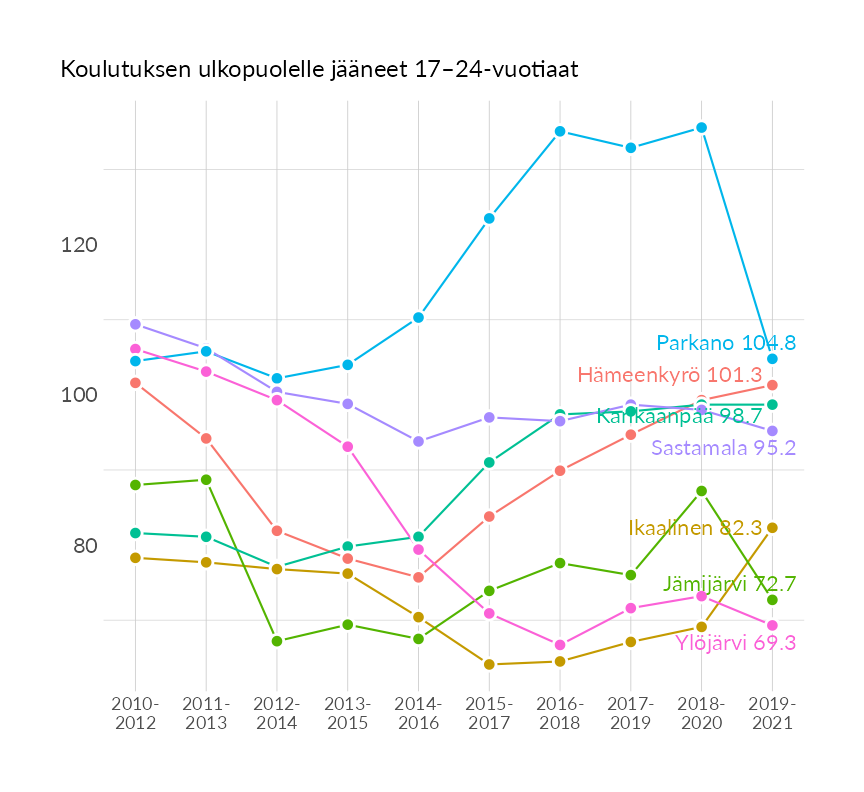 Koulutuksen ulkopuolelle jääneet 17–24-vuotiaat
120
100
80
Parkano 104.8
Hämeenkyrö 101.3
Kankaanpää 98.7
Sastamala 95.2
Ikaalinen 82.3
Jämijärvi 72.7
Ylöjärvi 69.3
2010- 2011- 2012- 2013- 2014- 2015- 2016- 2017- 2018- 2019-
2012 2013 2014 2015 2016 2017 2018 2019 2020 2021